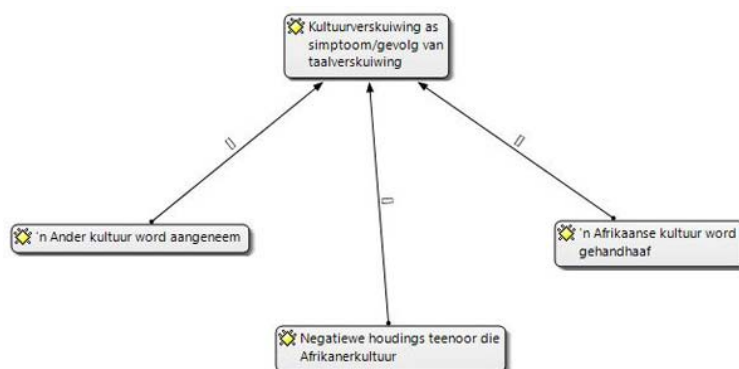 Kultuurverskuiwing as
simptoom/gevolg van
taalverskuiwing
'n Ander kultuur word aangeneem
'n Afrikaanse kultuur word
gehandhaaf
Negatiewe houdings teenoor die
Afrikanerkultuur